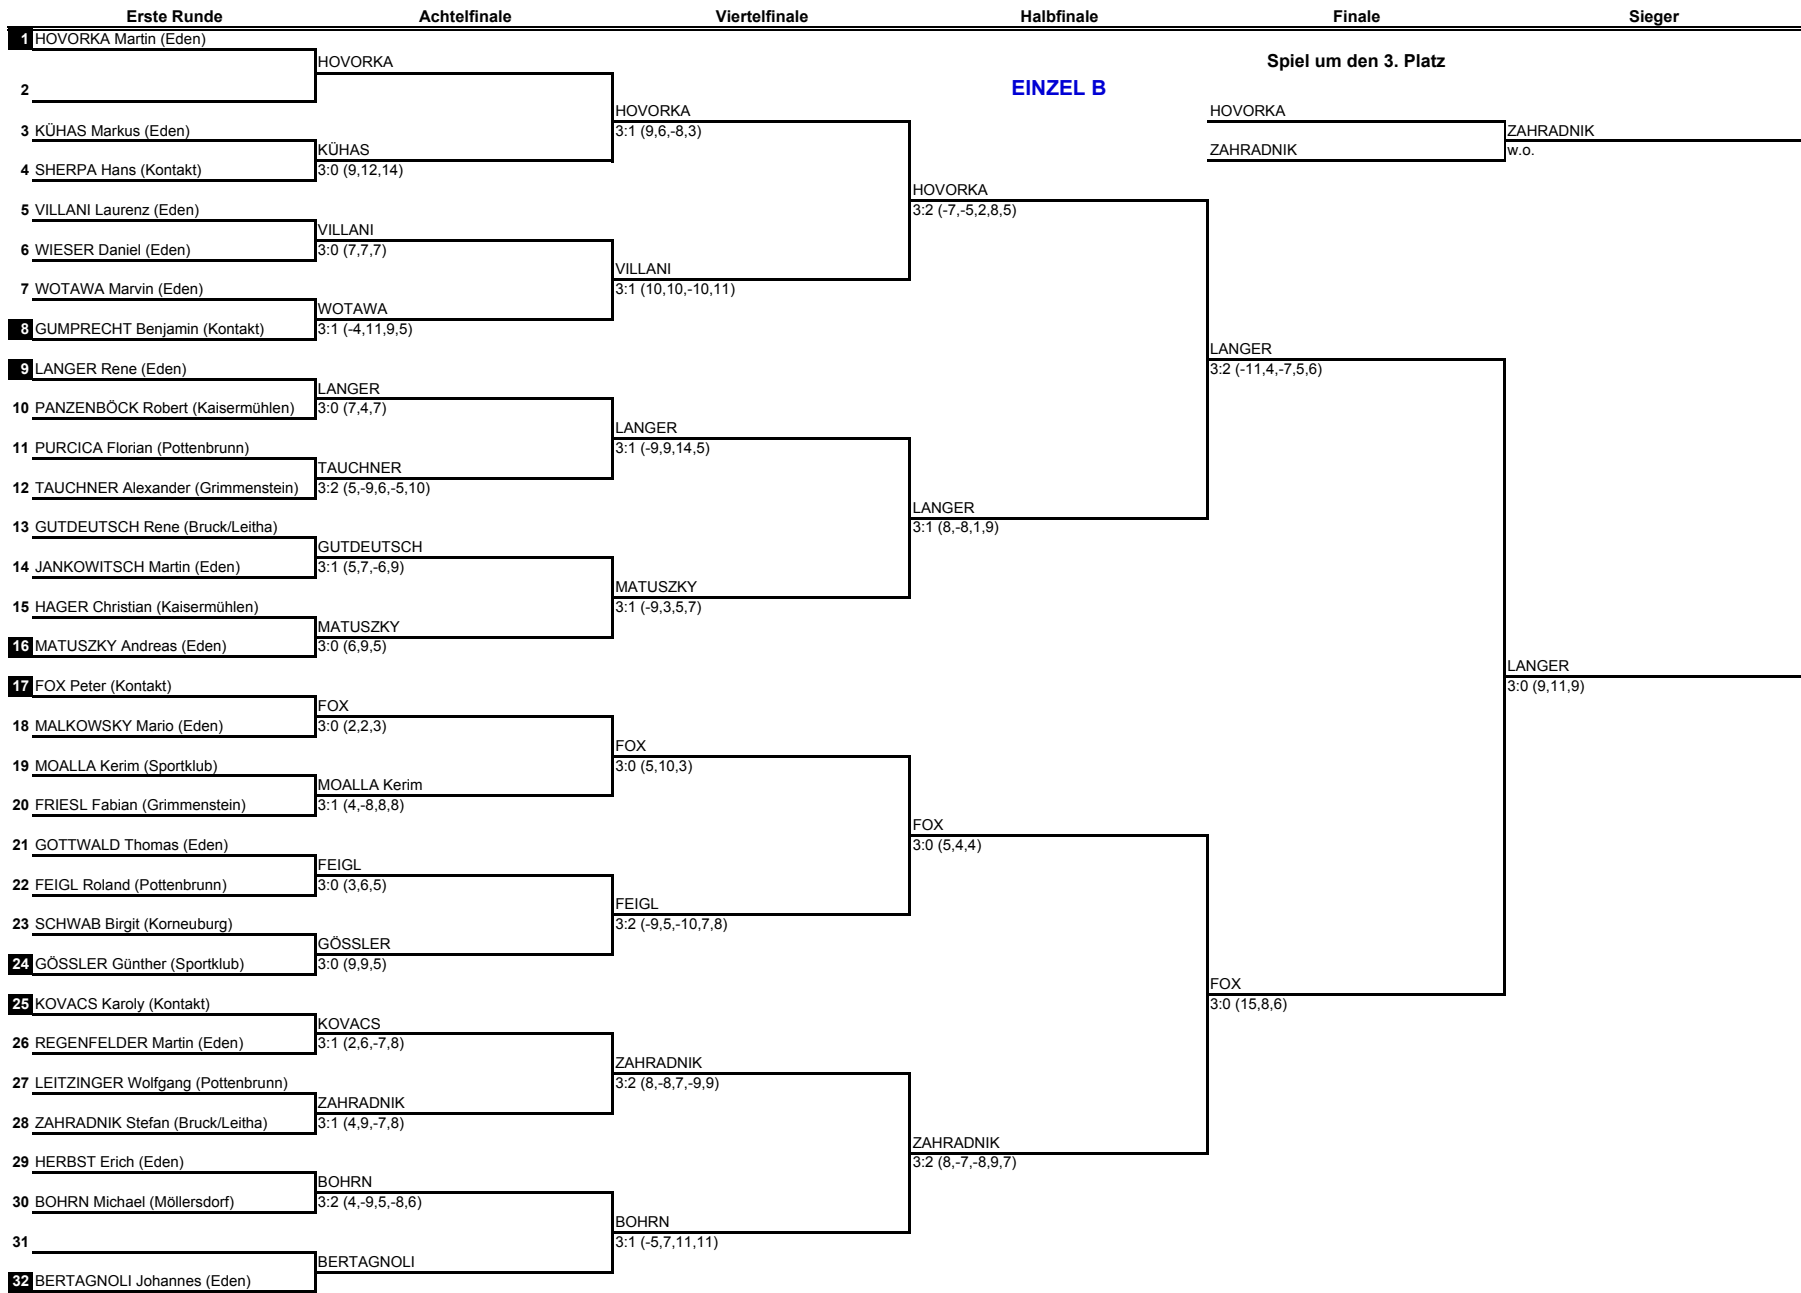 Erste Runde Achtelfinale Viertelfinale Halbfinale Finale Sieger
1 HOVORKA Martin (Eden)
HOVORKA Spiel um den 3. Platz
2 EINZEL B
HOVORKA HOVORKA
3 KÜHAS Markus (Eden) 3:1 (9,6,-8,3) ZAHRADNIK
KÜHAS ZAHRADNIK w.o.
4 SHERPA Hans (Kontakt) 3:0 (9,12,14)
HOVORKA
5 VILLANI Laurenz (Eden) 3:2 (-7,-5,2,8,5)
VILLANI
6 WIESER Daniel (Eden) 3:0 (7,7,7)
VILLANI
7 WOTAWA Marvin (Eden) 3:1 (10,10,-10,11)
WOTAWA
8 GUMPRECHT Benjamin (Kontakt) 3:1 (-4,11,9,5)
LANGER
9 LANGER Rene (Eden) 3:2 (-11,4,-7,5,6)
LANGER
10 PANZENBÖCK Robert (Kaisermühlen) 3:0 (7,4,7)
LANGER
11 PURCICA Florian (Pottenbrunn) 3:1 (-9,9,14,5)
TAUCHNER
12 TAUCHNER Alexander (Grimmenstein) 3:2 (5,-9,6,-5,10)
LANGER
13 GUTDEUTSCH Rene (Bruck/Leitha) 3:1 (8,-8,1,9)
GUTDEUTSCH
14 JANKOWITSCH Martin (Eden) 3:1 (5,7,-6,9)
MATUSZKY
15 HAGER Christian (Kaisermühlen) 3:1 (-9,3,5,7)
MATUSZKY
16 MATUSZKY Andreas (Eden) 3:0 (6,9,5)
LANGER
17 FOX Peter (Kontakt) 3:0 (9,11,9)
FOX
18 MALKOWSKY Mario (Eden) 3:0 (2,2,3)
FOX
19 MOALLA Kerim (Sportklub) 3:0 (5,10,3)
MOALLA Kerim
20 FRIESL Fabian (Grimmenstein) 3:1 (4,-8,8,8)
FOX
21 GOTTWALD Thomas (Eden) 3:0 (5,4,4)
FEIGL
22 FEIGL Roland (Pottenbrunn) 3:0 (3,6,5)
FEIGL
23 SCHWAB Birgit (Korneuburg) 3:2 (-9,5,-10,7,8)
GÖSSLER
24 GÖSSLER Günther (Sportklub) 3:0 (9,9,5)
FOX
25 KOVACS Karoly (Kontakt) 3:0 (15,8,6)
KOVACS
26 REGENFELDER Martin (Eden) 3:1 (2,6,-7,8)
ZAHRADNIK
27 LEITZINGER Wolfgang (Pottenbrunn) 3:2 (8,-8,7,-9,9)
ZAHRADNIK
28 ZAHRADNIK Stefan (Bruck/Leitha) 3:1 (4,9,-7,8)
ZAHRADNIK
29 HERBST Erich (Eden) 3:2 (8,-7,-8,9,7)
BOHRN
30 BOHRN Michael (Möllersdorf) 3:2 (4,-9,5,-8,6)
BOHRN
31 3:1 (-5,7,11,11)
BERTAGNOLI
32 BERTAGNOLI Johannes (Eden)